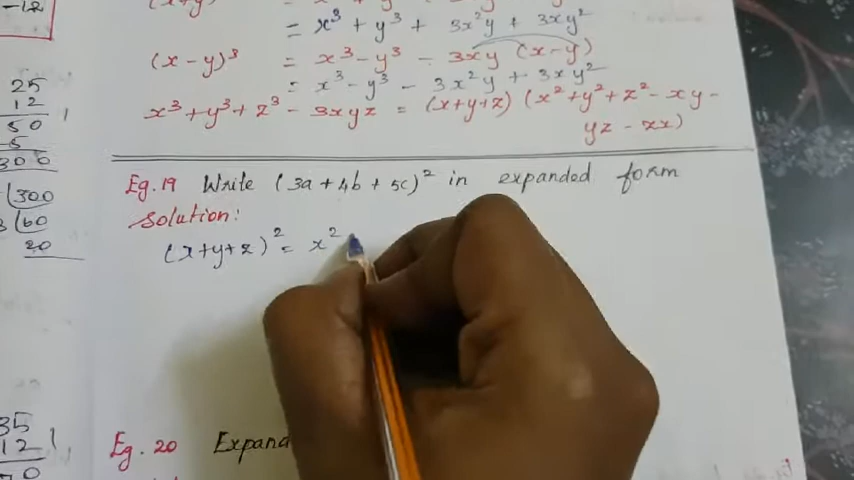 -12
= x³ + y³ + 3x²y + 3xy²
(x-y)³ = x³ - y³ - 3xy (x-y)
= x³ - y³ - 3x²y + 3xy²
x³ + y³ + z³ - 3xyz = (x+y+z) (x² + y² + z² - xy -
yz - zx)
25
12
50
300
300
60
20
Eg. 19 Write (3a + 4b + 5c)² in expanded form
Solution:
(x+y+z)² = x²
35
12
70
Eg. 20 Expand